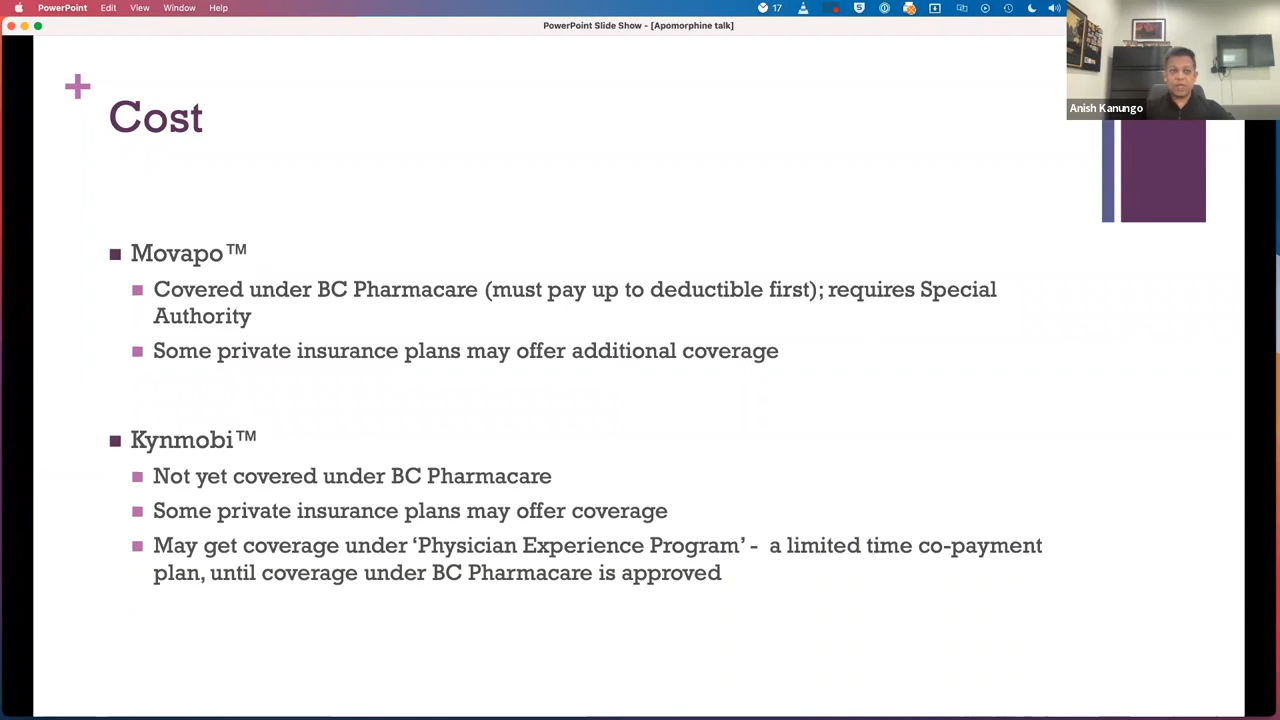 PowerPoint Edit View Window Help 17
PowerPoint Slide Show - [Apomorphine talk]
Anish Kanungo
Cost
Movapo™
Covered under BC Pharmacare (must pay up to deductible first); requires Special
Authority
Some private insurance plans may offer additional coverage
Kynmobi™
Not yet covered under BC Pharmacare
Some private insurance plans may offer coverage
May get coverage under ‘Physician Experience Program’ - a limited time co-payment
plan, until coverage under BC Pharmacare is approved